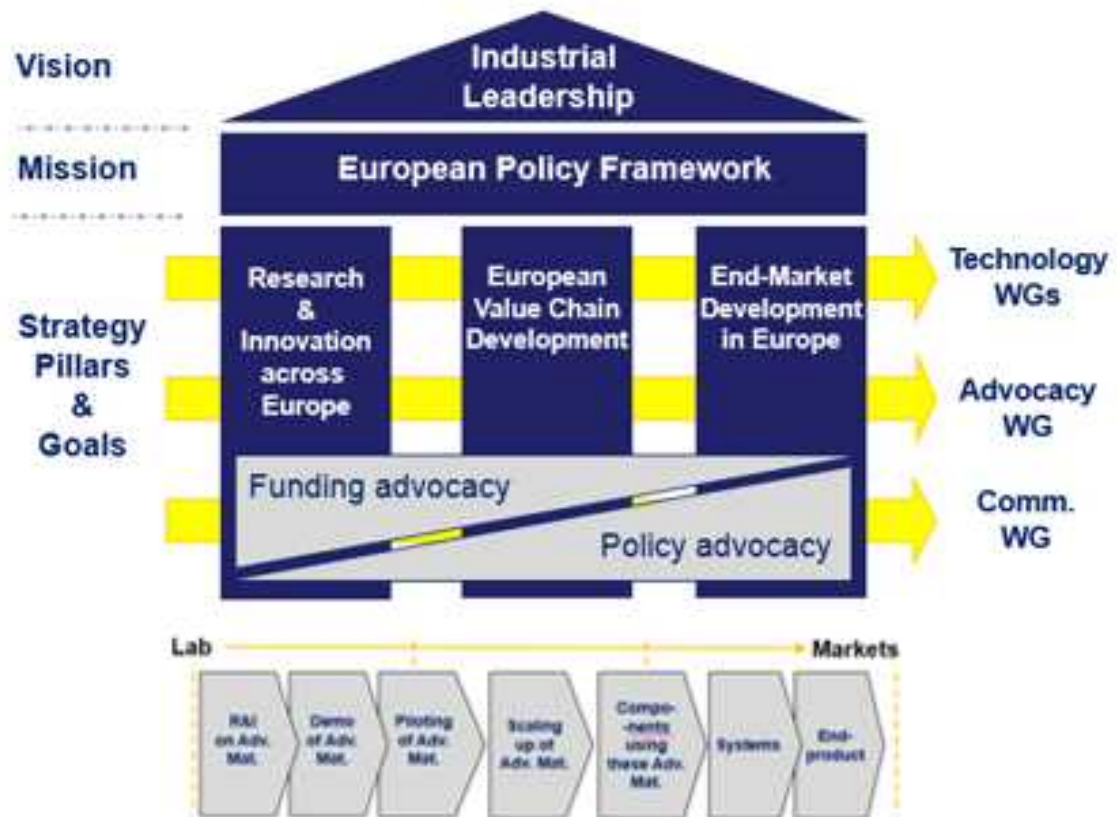 Vision
Industrial
Leadership
Mission
European Policy Framework
Strategy
Pillars
&
Goals
Research
&
Innovation
across
Europe
European
Value Chain
Development
End-Market
Development
in Europe
Technology
WGs
Advocacy
WG
Comm.
WG
Funding advocacy
Policy advocacy
Lab
Markets
R&I
on Adv.
Mat.
Demo
of Adv.
Mat.
Piloting
of Adv.
Mat.
Scaling
up of
Adv. Mat.
Compo-
-nents
using
these Adv.
Mat.
Systems
End-
product